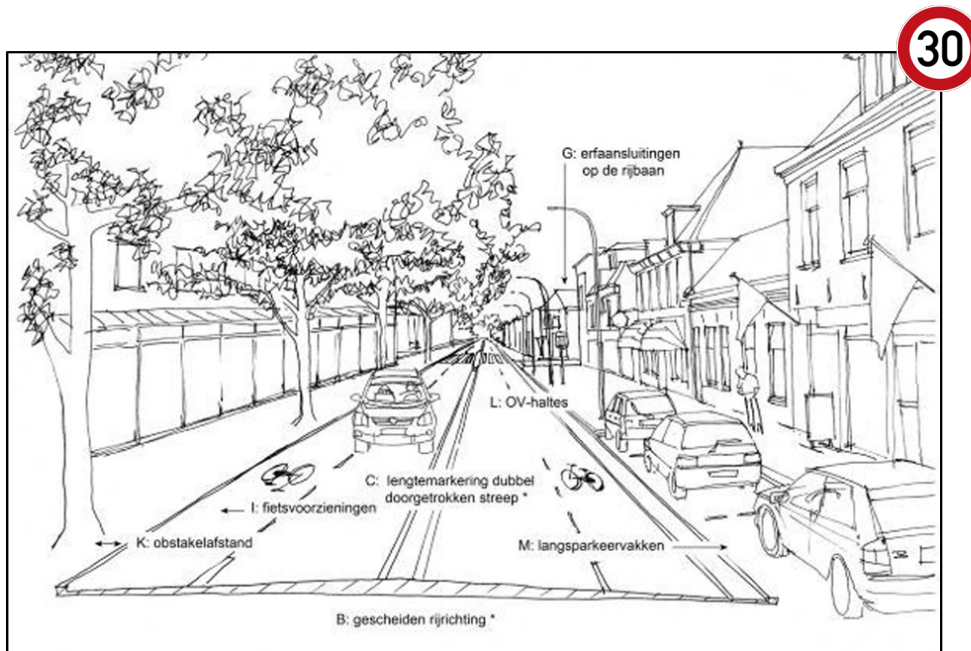 30
G: erfaansluitingen
op de rijbaan
L: OV-haltes
C: lengtemarkering dubbel
doorgetrokken streep *
I: fietsvoorzieningen
K: obstakelafstand
M: langsparkeervakken
B: gescheiden rijrichting *